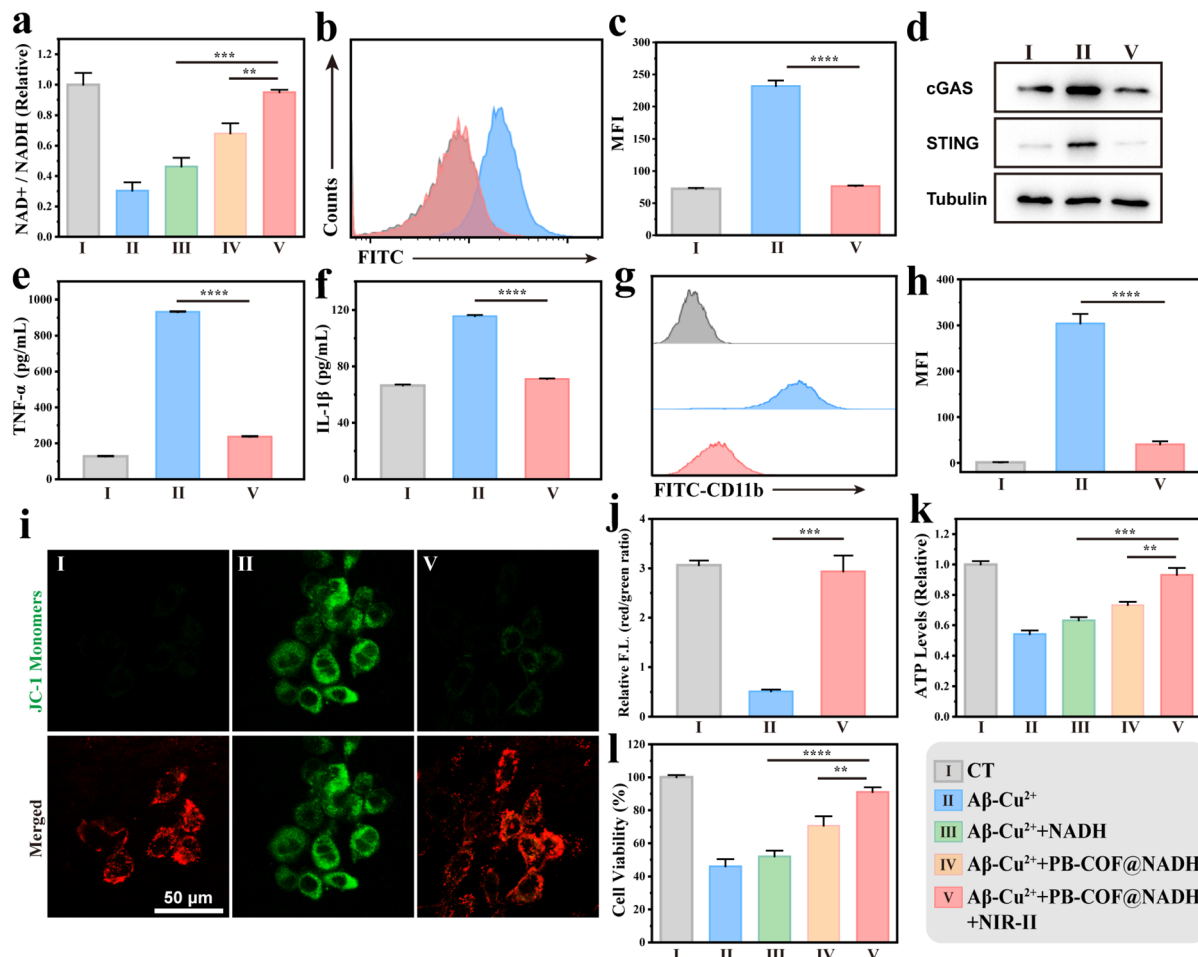 a
NAD+ / NADH (Relative)
1.2
1.0
0.8
0.6
0.4
0.2
0.0
***
**
I II III IV V
b
Counts
FITC
c
MFI
300
250
200
150
100
50
0
****
I II V
d
I II V
cGAS
STING
Tubulin
e
TNF-α (pg/mL)
1000
800
600
400
200
0
****
I II V
f
IL-1β (pg/mL)
120
90
60
30
0
****
I II V
g
FITC-CD11b
h
MFI
400
300
200
100
0
****
I II V
i
I II V
JC-1 Monomers
Merged
50 μm
j
Relative F.L. (red/green ratio)
4
3
2
1
0
***
I II V
k
ATP Levels (Relative)
1.2
1.0
0.8
0.6
0.4
0.2
0.0
***
**
I II III IV V
l
Cell Viability (%)
120
100
80
60
40
20
0
****
**
I II III IV V
I CT
II Aβ-Cu²⁺
III Aβ-Cu²⁺+NADH
IV Aβ-Cu²⁺+PB-COF@NADH
V Aβ-Cu²⁺+PB-COF@NADH
+NIR-II